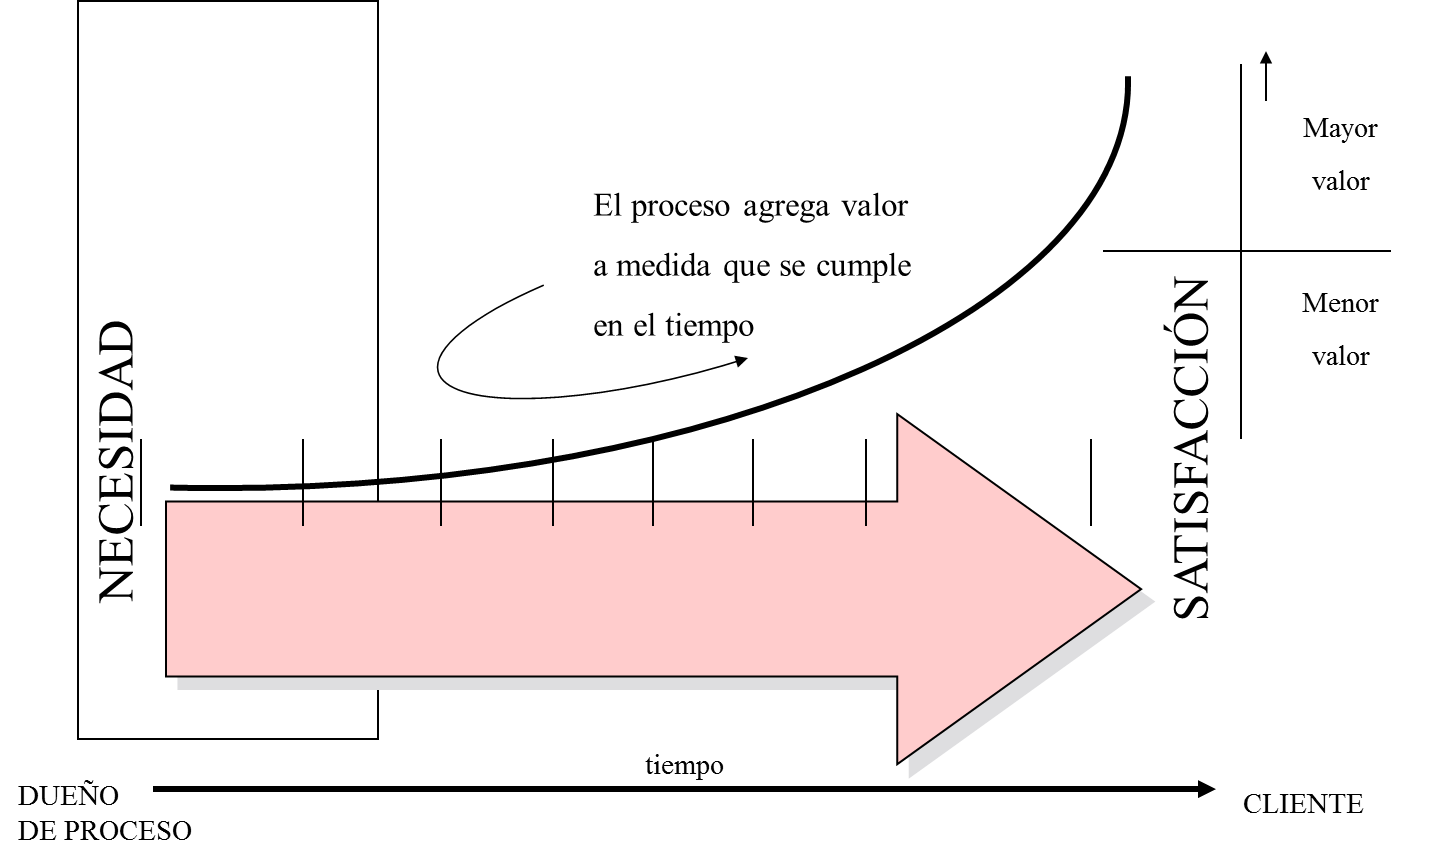 Mayor
valor
El proceso agrega valor
a medida que se cumple
en el tiempo
Menor
valor
NECESIDAD
SATISFACCIÓN
tiempo
DUEÑO
DE PROCESO
CLIENTE